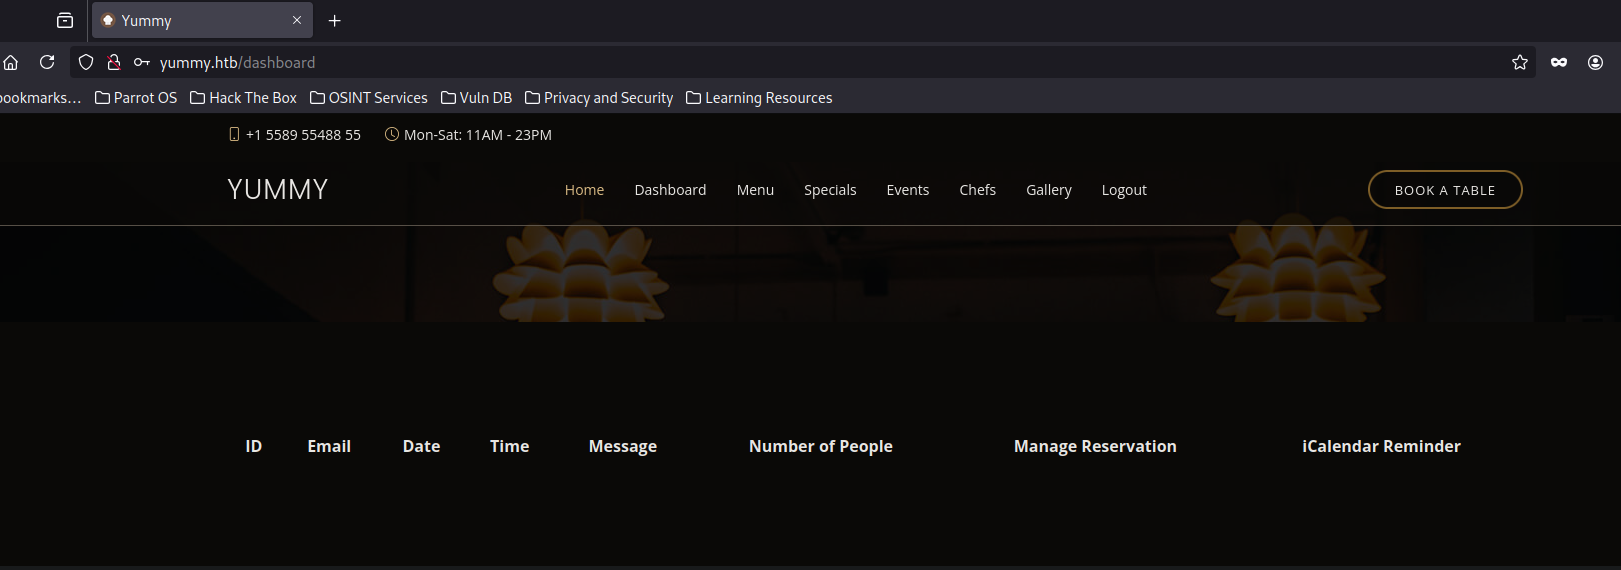 Yummy
yummy.htb/dashboard
ookmarks… Parrot OS Hack The Box OSINT Services Vuln DB Privacy and Security Learning Resources
+1 5589 55488 55 Mon-Sat: 11AM - 23PM
YUMMY Home Dashboard Menu Specials Events Chefs Gallery Logout BOOK A TABLE
ID Email Date Time Message Number of People Manage Reservation iCalendar Reminder